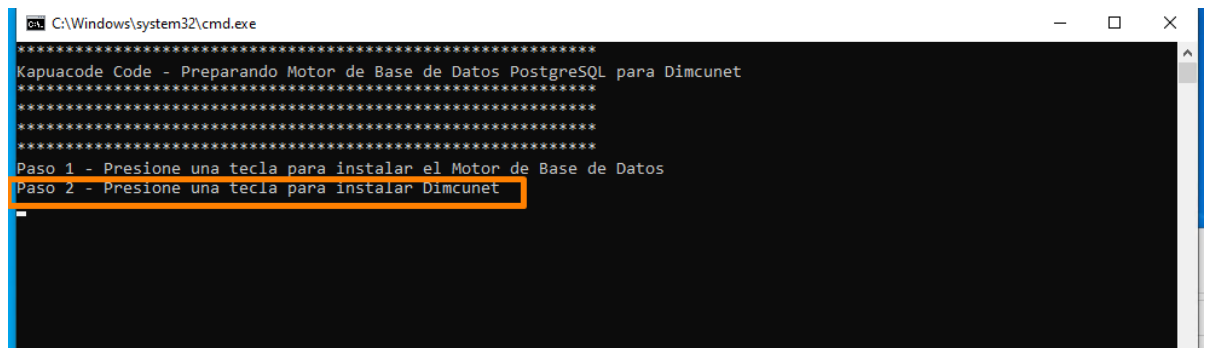 C:\Windows\system32\cmd.exe
************************************************************
Kapuacode Code - Preparando Motor de Base de Datos PostgreSQL para Dimcunet
************************************************************
************************************************************
************************************************************
************************************************************
Paso 1 - Presione una tecla para instalar el Motor de Base de Datos
Paso 2 - Presione una tecla para instalar Dimcunet